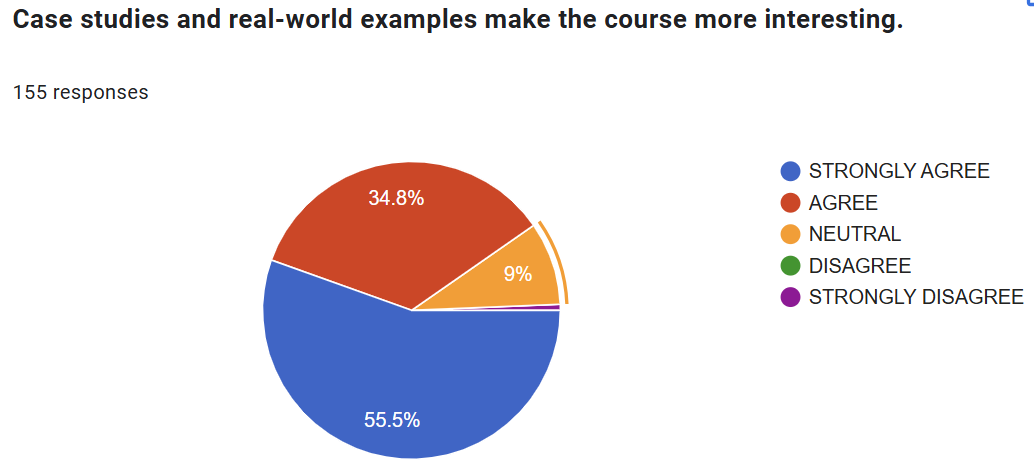 Case studies and real-world examples make the course more interesting.
155 responses
34.8%
9%
55.5%
STRONGLY AGREE
AGREE
NEUTRAL
DISAGREE
STRONGLY DISAGREE